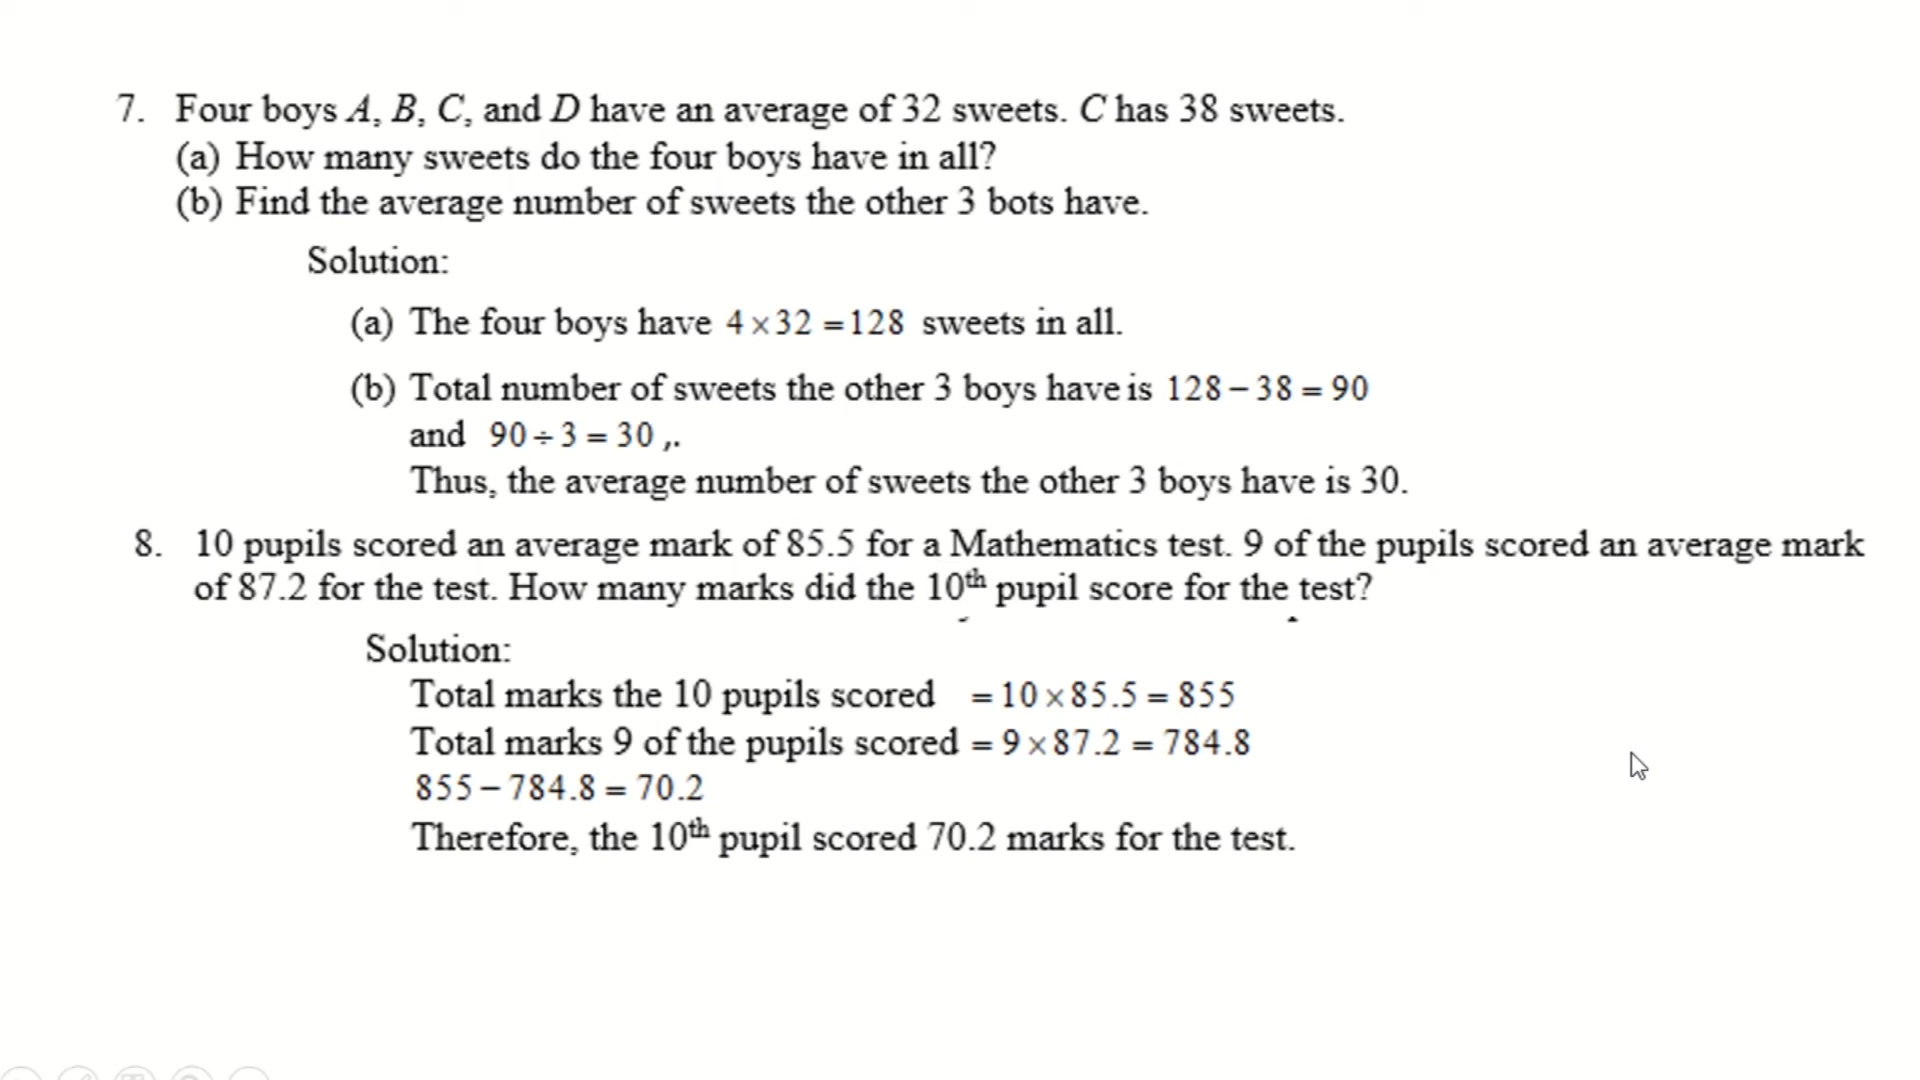 7. Four boys A, B, C, and D have an average of 32 sweets. C has 38 sweets.
(a) How many sweets do the four boys have in all?
(b) Find the average number of sweets the other 3 bots have.
Solution:
(a) The four boys have 4 × 32 = 128 sweets in all.
(b) Total number of sweets the other 3 boys have is 128 − 38 = 90
and 90 ÷ 3 = 30 ,.
Thus, the average number of sweets the other 3 boys have is 30.
8. 10 pupils scored an average mark of 85.5 for a Mathematics test. 9 of the pupils scored an average mark
of 87.2 for the test. How many marks did the 10th pupil score for the test?
Solution:
Total marks the 10 pupils scored = 10 × 85.5 = 855
Total marks 9 of the pupils scored = 9 × 87.2 = 784.8
855 − 784.8 = 70.2
Therefore, the 10th pupil scored 70.2 marks for the test.